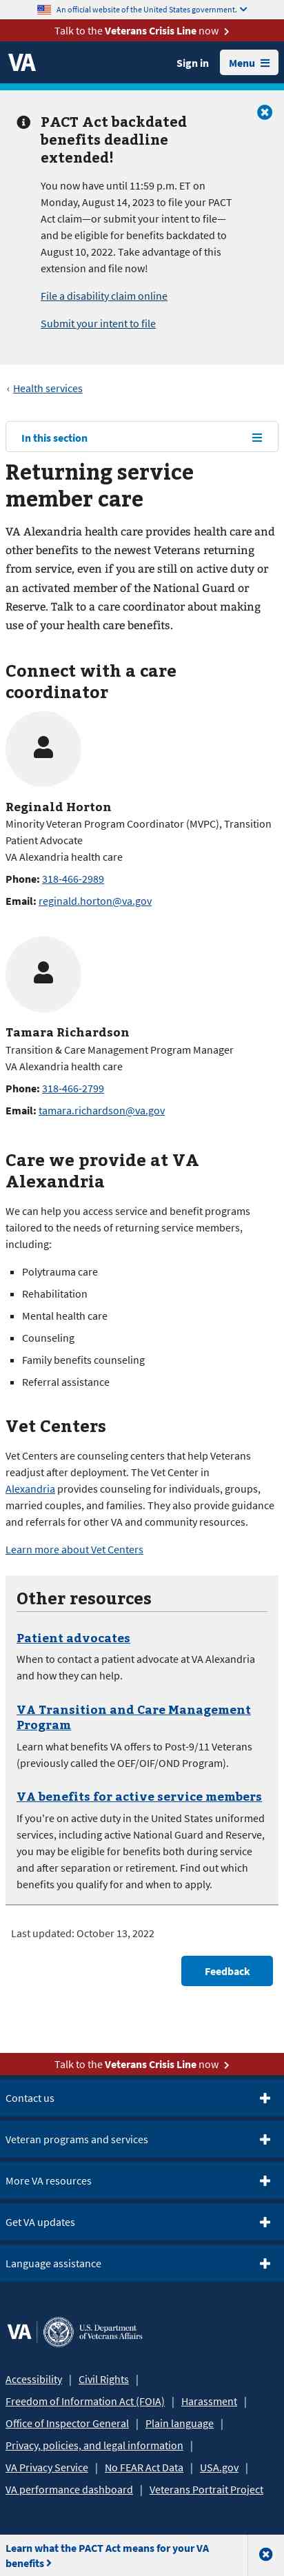 An official website of the United States government.
Talk to the Veterans Crisis Line now
VA
Sign in
Menu
PACT Act backdated
benefits deadline
extended!
You now have until 11:59 p.m. ET on
Monday, August 14, 2023 to file your PACT
Act claim—or submit your intent to file—
and be eligible for benefits backdated to
August 10, 2022. Take advantage of this
extension and file now!
File a disability claim online
Submit your intent to file
‹ Health services
In this section
Returning service
member care
VA Alexandria health care provides health care and
other benefits to the newest Veterans returning
from service, even if you are still on active duty or
an activated member of the National Guard or
Reserve. Talk to a care coordinator about making
use of your health benefits.
Connect with a care
coordinator
Reginald Horton
Minority Veteran Program Coordinator (MVPC), Transition
Patient Advocate
VA Alexandria health care
Phone: 318-466-2989
Email: reginald.horton@va.gov
Tamara Richardson
Transition & Care Management Program Manager
VA Alexandria health care
Phone: 318-466-2799
Email: tamara.richardson@va.gov
Care we provide at VA
Alexandria
We can help you access service and benefit programs
tailored to the needs of returning service members,
including:
▪ Polytrauma care
▪ Rehabilitation
▪ Mental health care
▪ Counseling
▪ Family benefits counseling
▪ Referral assistance
Vet Centers
Vet Centers are counseling centers that help Veterans
readjust after deployment. The Vet Center in
Alexandria provides counseling for individuals, groups,
married couples, and families. They also provide guidance
and referrals for other VA and community resources.
Learn more about Vet Centers
Other resources
Patient advocates
When to contact a patient advocate at VA Alexandria
and how they can help.
VA Transition and Care Management
Program
Learn what benefits VA offers to Post-9/11 Veterans
(previously called the OEF/OIF/OND Program).
VA benefits for active service members
If you're on active duty in the United States uniformed
services, including active National Guard and Reserve,
you may be eligible for benefits both during service
and after separation or retirement. Find out which
benefits you qualify for and when to apply.
Last updated: October 13, 2022
Feedback
Talk to the Veterans Crisis Line now
Contact us
Veteran programs and services
More VA resources
Get VA updates
Language assistance
VA | U.S. Department
of Veterans Affairs
Accessibility | Civil Rights |
Freedom of Information Act (FOIA) | Harassment |
Office of Inspector General | Plain language |
Privacy, policies, and legal information |
VA Privacy Service | No FEAR Act Data | USA.gov |
VA performance dashboard | Veterans Portrait Project
Learn what the PACT Act means for your VA
benefits